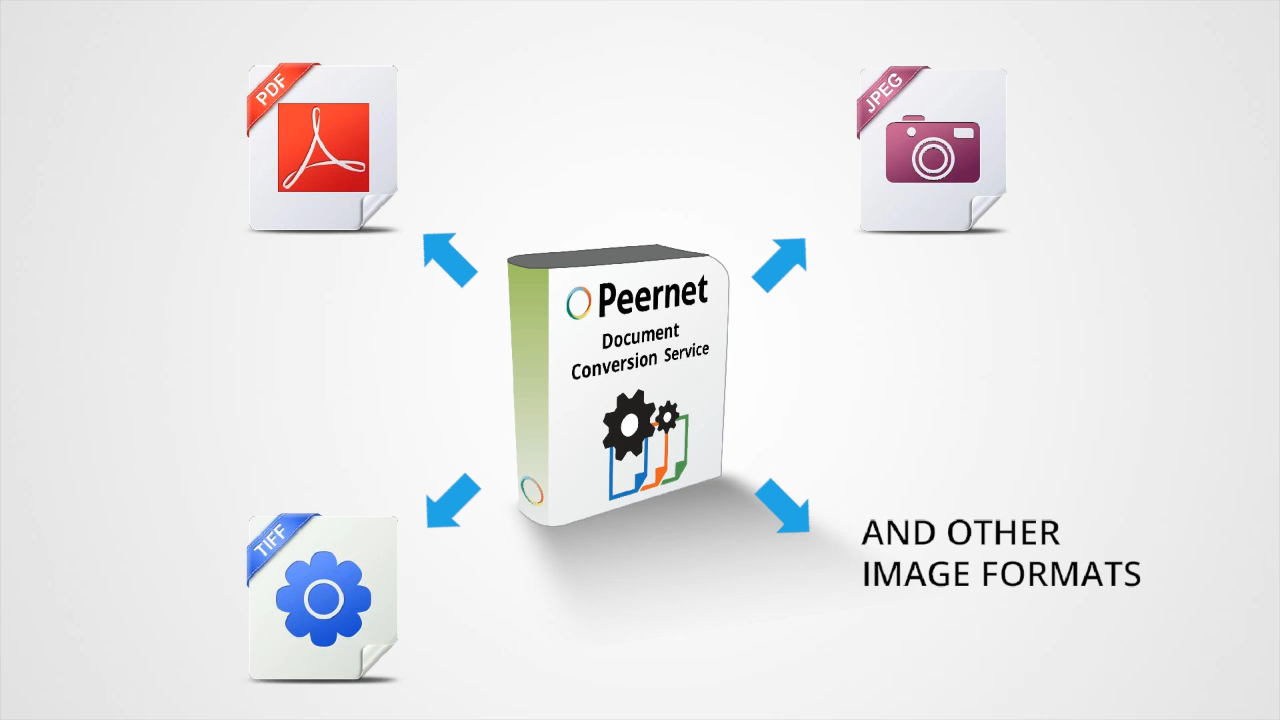 PDF
JPEG
Peernet
Document
Conversion Service
TIFF
AND OTHER
IMAGE FORMATS